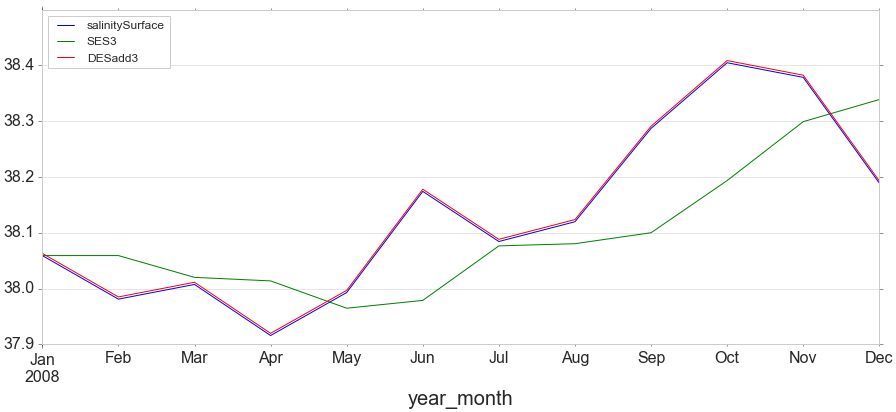 salinitySurface
SES3
DESadd3
38.4
38.3
38.2
38.1
38.0
37.9
Jan Feb Mar Apr May Jun Jul Aug Sep Oct Nov Dec
2008
year_month